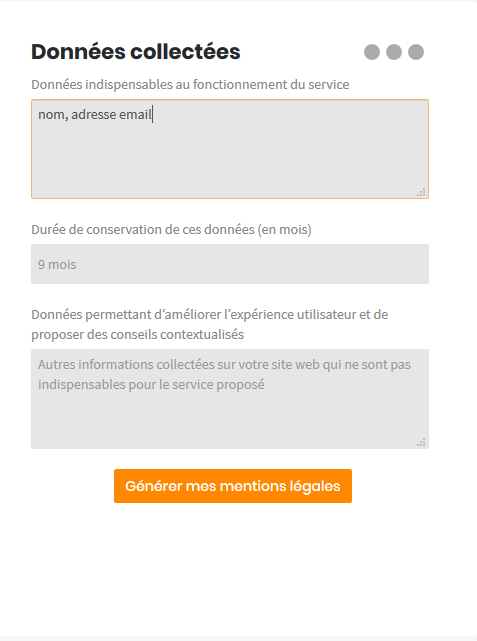 Données collectées
Données indispensables au fonctionnement du service
nom, adresse email
Durée de conservation de ces données (en mois)
9 mois
Données permettant d’améliorer l’expérience utilisateur et de
proposer des conseils contextualisés
Autres informations collectées sur votre site web qui ne sont pas
indispensables pour le service proposé
Générer mes mentions légales